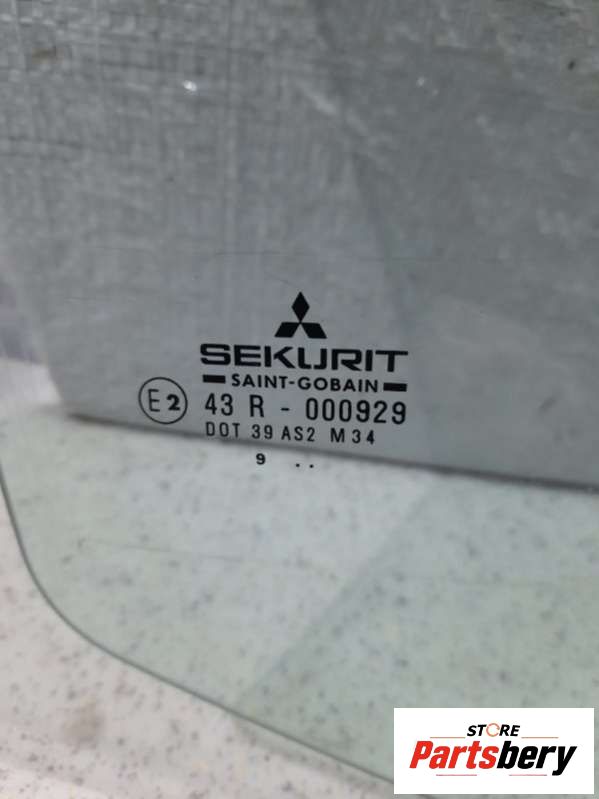 SEKURIT
SAINT-GOBAIN
E2 43 R - 000929
DOT 39 AS2 M34
9 ..
STORE
Partsbery